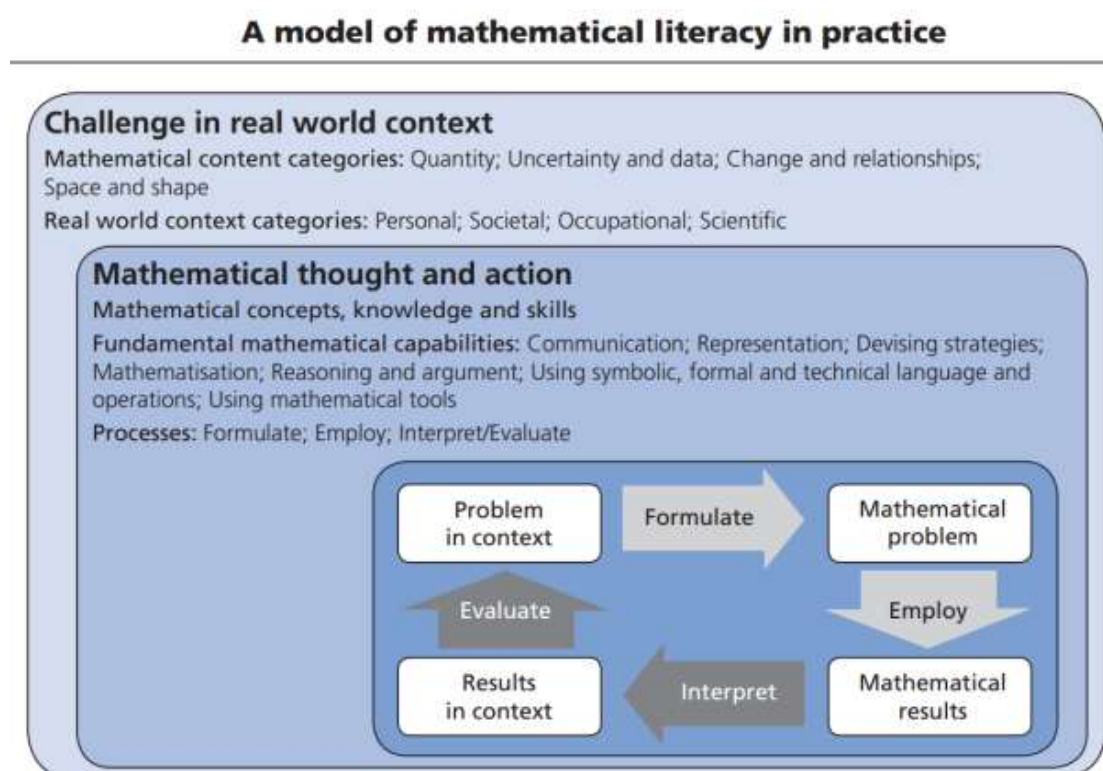 A model of mathematical literacy in practice
Challenge in real world context
Mathematical content categories: Quantity; Uncertainty and data; Change and relationships;
Space and shape
Real world context categories: Personal; Societal; Occupational; Scientific
Mathematical thought and action
Mathematical concepts, knowledge and skills
Fundamental mathematical capabilities: Communication; Representation; Devising strategies;
Mathematisation; Reasoning and argument; Using symbolic, formal and technical language and
operations; Using mathematical tools
Processes: Formulate; Employ; Interpret/Evaluate
Problem
in context
Formulate
Mathematical
problem
Evaluate
Employ
Results
in context
Interpret
Mathematical
results